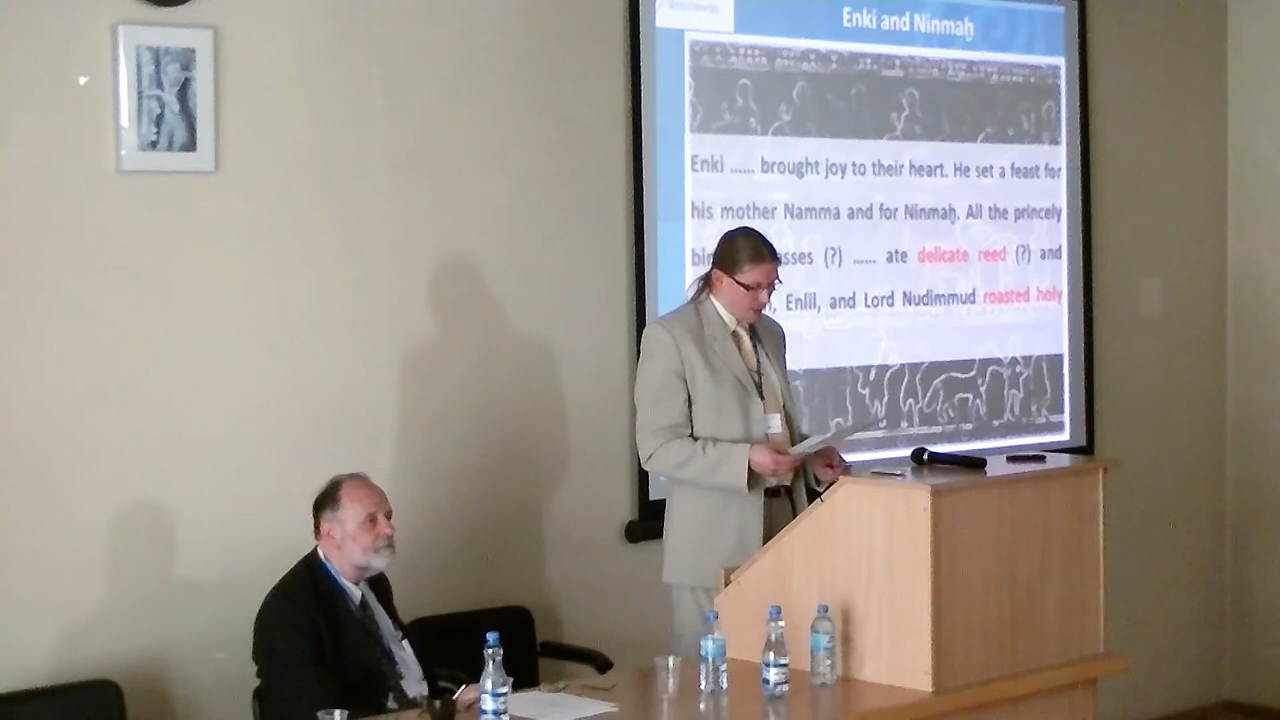 Enki and Ninmaḫ
Enki ...... brought joy to their heart. He set a feast for
his mother Namma and for Ninmaḫ. All the princely
(?) ...... ate delicate reed (?) and
Enlil, and Lord Nudimmud roasted holy